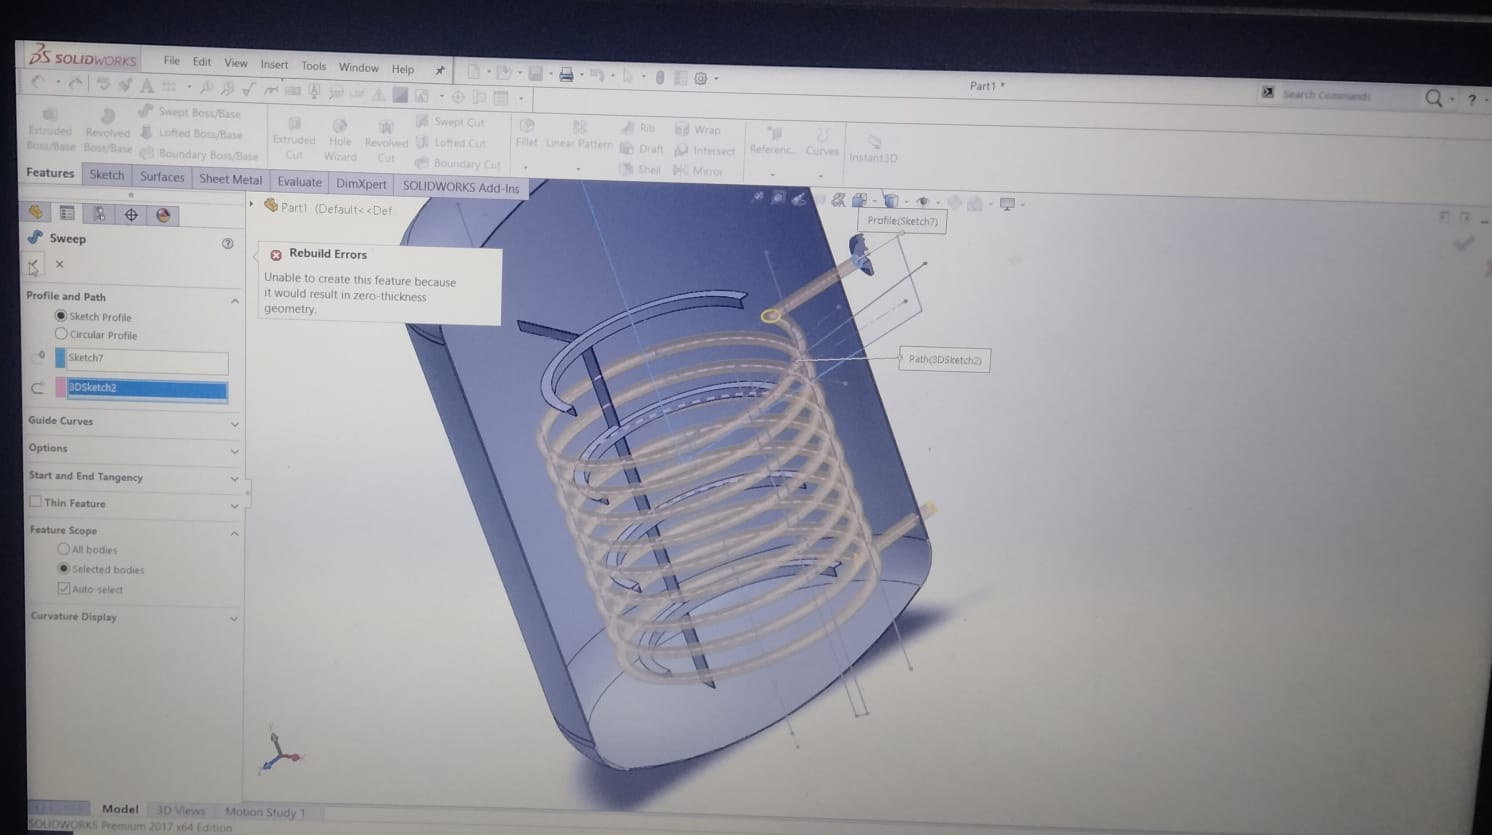 SOLIDWORKS File Edit View Insert Tools Window Help
Part1 *
Search Commands
?
Extruded Boss/Base
Revolved Boss/Base
Swept Boss/Base
Lofted Boss/Base
Boundary Boss/Base
Extruded Cut
Hole Wizard
Revolved Cut
Swept Cut
Lofted Cut
Boundary Cut
Fillet
Linear Pattern
Rib
Draft
Shell
Wrap
Intersect
Mirror
Referenc...
Curves
Instant3D
Features Sketch Surfaces Sheet Metal Evaluate DimXpert SOLIDWORKS Add-Ins
Part1 (Default<<Def...
Sweep
Rebuild Errors
Unable to create this feature because
it would result in zero-thickness
geometry.
Profile and Path
Sketch Profile
Circular Profile
Sketch7
3DSketch2
Guide Curves
Options
Start and End Tangency
Thin Feature
Feature Scope
All bodies
Selected bodies
Auto-select
Curvature Display
Profile(Sketch7)
Path(3DSketch2)
Model 3D Views Motion Study 1
SOLIDWORKS Premium 2017 x64 Edition